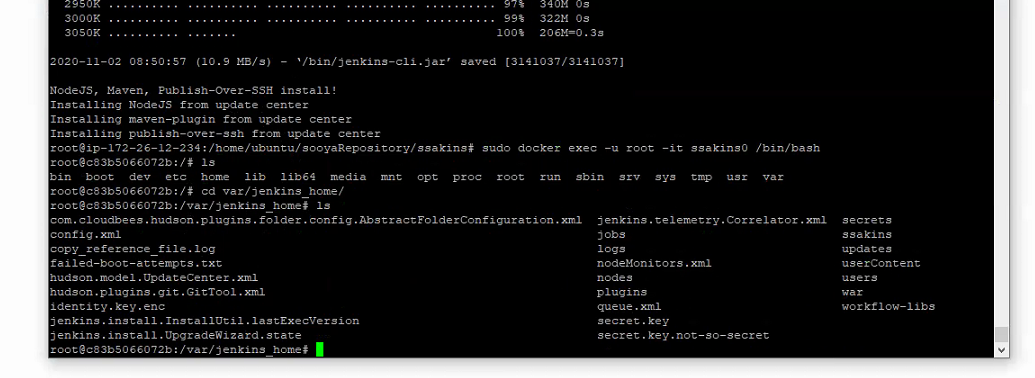 2950K .......... .......... .......... .......... .......... 97%  340M 0s
3000K .......... .......... .......... .......... .......... 99%  322M 0s
3050K .......... .......                                    100%  206M=0.3s
2020-11-02 08:50:57 (10.9 MB/s) - ‘/bin/jenkins-cli.jar’ saved [3141037/3141037]
NodeJS, Maven, Publish-Over-SSH install!
Installing NodeJS from update center
Installing maven-plugin from update center
Installing publish-over-ssh from update center
root@ip-172-26-12-234:/home/ubuntu/sooyaRepository/ssakins# sudo docker exec -u root -it ssakins0 /bin/bash
root@c83b5066072b:/# ls
bin  boot  dev  etc  home  lib  lib64  media  mnt  opt  proc  root  run  sbin  srv  sys  tmp  usr  var
root@c83b5066072b:/# cd var/jenkins_home/
root@c83b5066072b:/var/jenkins_home# ls
com.cloudbees.hudson.plugins.folder.config.AbstractFolderConfiguration.xml  jenkins.telemetry.Correlator.xml  secrets
config.xml  jobs  ssakins
copy_reference_file.log  logs  updates
failed-boot-attempts.txt  nodeMonitors.xml  userContent
hudson.model.UpdateCenter.xml  nodes  users
hudson.plugins.git.GitTool.xml  plugins  war
identity.key.enc  queue.xml  workflow-libs
jenkins.install.InstallUtil.lastExecVersion  secret.key
jenkins.install.UpgradeWizard.state  secret.key.not-so-secret
root@c83b5066072b:/var/jenkins_home#